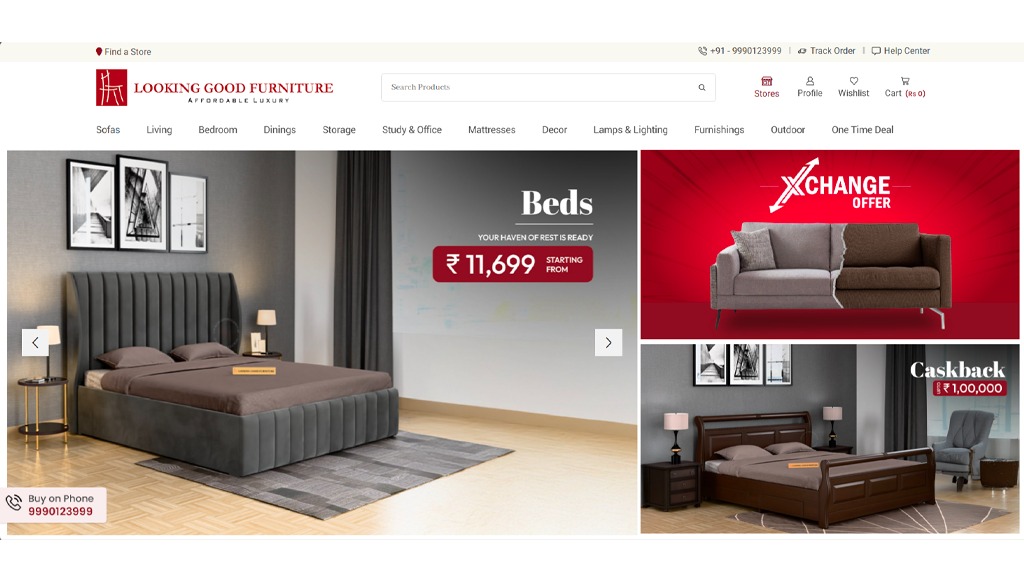 Find a Store
+91 - 9990123999 | Track Order | Help Center
LOOKING GOOD FURNITURE
AFFORDABLE LUXURY
Search Products
Stores
Profile
Wishlist
Cart (Rs 0)
Sofas Living Bedroom Dinings Storage Study & Office Mattresses Decor Lamps & Lighting Furnishings Outdoor One Time Deal
Beds
YOUR HAVEN OF REST IS READY
₹ 11,699 STARTING FROM
XCHANGE
OFFER
Caskback
₹ 1,00,000
Buy on Phone
9990123999